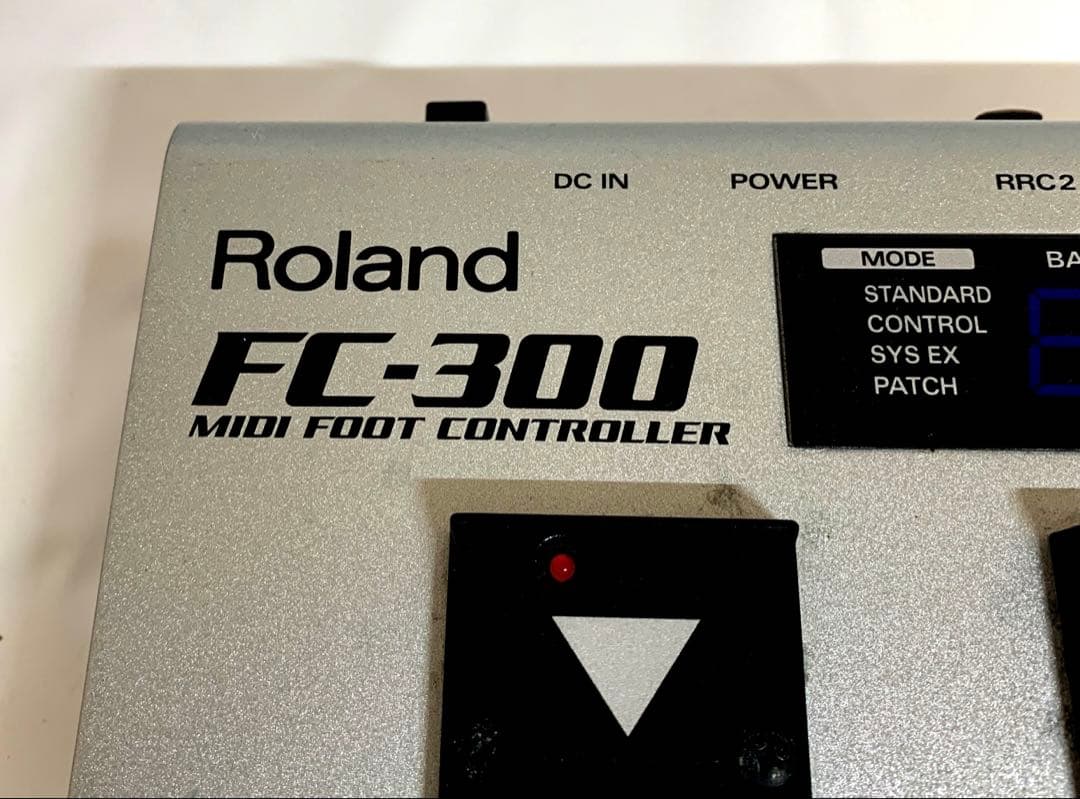 DC IN POWER RRC2
Roland
FC-300
MIDI FOOT CONTROLLER
MODE
STANDARD
CONTROL
SYS EX
PATCH